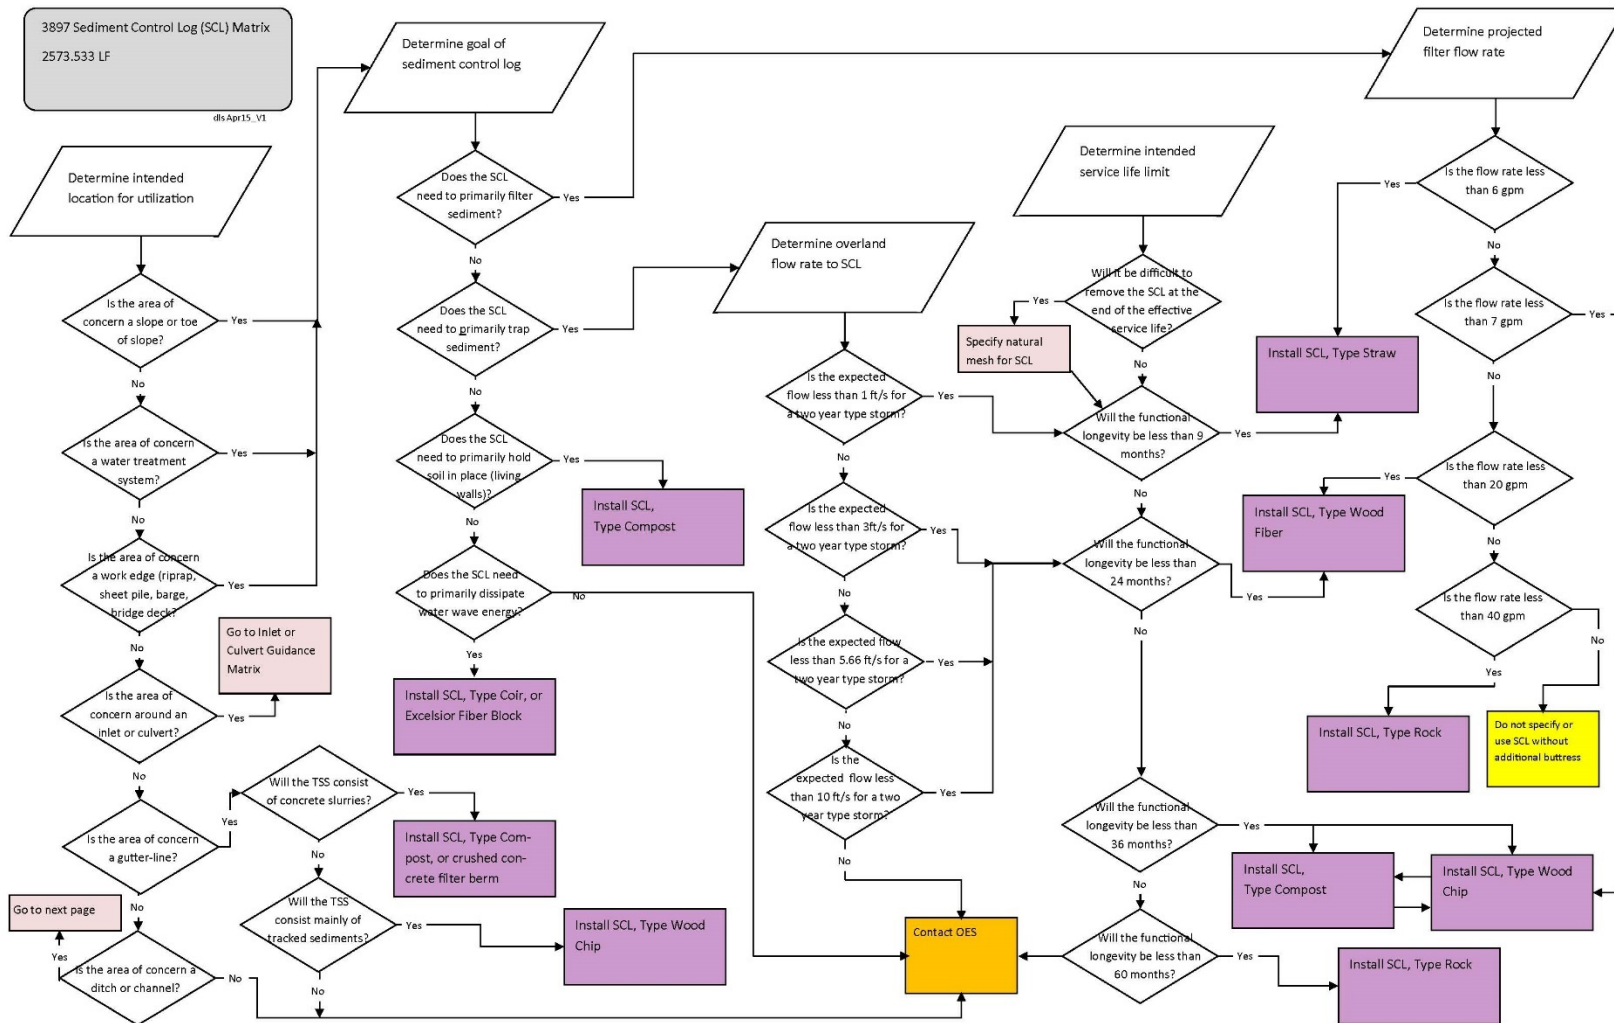 3897 Sediment Control Log (SCL) Matrix
2573.533 LF
dls Apr15_V1
Determine intended
location for utilization
Is the area of
concern a slope or toe
of slope?
Yes
No
Is the area of concern
a water treatment
system?
Yes
No
Is the area of concern
a work edge (riprap,
sheet pile, barge,
bridge deck?
Yes
No
Go to Inlet or
Culvert Guidance
Matrix
Is the area of
concern around an
inlet or culvert?
Yes
No
Is the area of concern
a gutter-line?
Yes
No
Go to next page
Yes
Is the area of concern a
ditch or channel?
No
Will the TSS consist
of concrete slurries?
Yes
No
Install SCL, Type Com-
post, or crushed con-
crete filter berm
Will the TSS
consist mainly of
tracked sediments?
Yes
No
Install SCL, Type Wood
Chip
Determine goal of
sediment control log
Does the SCL
need to primarily filter
sediment?
Yes
No
Does the SCL
need to primarily trap
sediment?
Yes
No
Does the SCL
need to primarily hold
soil in place (living
walls)?
Yes
No
Install SCL,
Type Compost
Does the SCL need
to primarily dissipate
water wave energy?
No
Yes
Install SCL, Type Coir, or
Excelsior Fiber Block
Determine overland
flow rate to SCL
Is the expected
flow less than 1 ft/s for
a two year type storm?
Yes
No
Is the expected
flow less than 3ft/s for
a two year type storm?
Yes
No
Is the expected flow
less than 5.66 ft/s for a
two year type storm?
Yes
No
Is the
expected flow less
than 10 ft/s for a two
year type storm?
Yes
No
Contact OES
Determine intended
service life limit
Will it be difficult to
remove the SCL at the
end of the effective
service life?
Yes
No
Specify natural
mesh for SCL
Will the functional
longevity be less than 9
months?
Yes
No
Will the functional
longevity be less than
24 months?
Yes
No
Will the functional
longevity be less than
36 months?
Yes
No
Will the functional
longevity be less than
60 months?
Yes
Install SCL,
Type Compost
Install SCL, Type Wood
Chip
Install SCL, Type Rock
Determine projected
filter flow rate
Is the flow rate less
than 6 gpm
Yes
No
Install SCL, Type Straw
Is the flow rate less
than 7 gpm
Yes
No
Is the flow rate less
than 20 gpm
Yes
No
Install SCL, Type Wood
Fiber
Is the flow rate less
than 40 gpm
No
Yes
Install SCL, Type Rock
Do not specify or
use SCL without
additional buttress